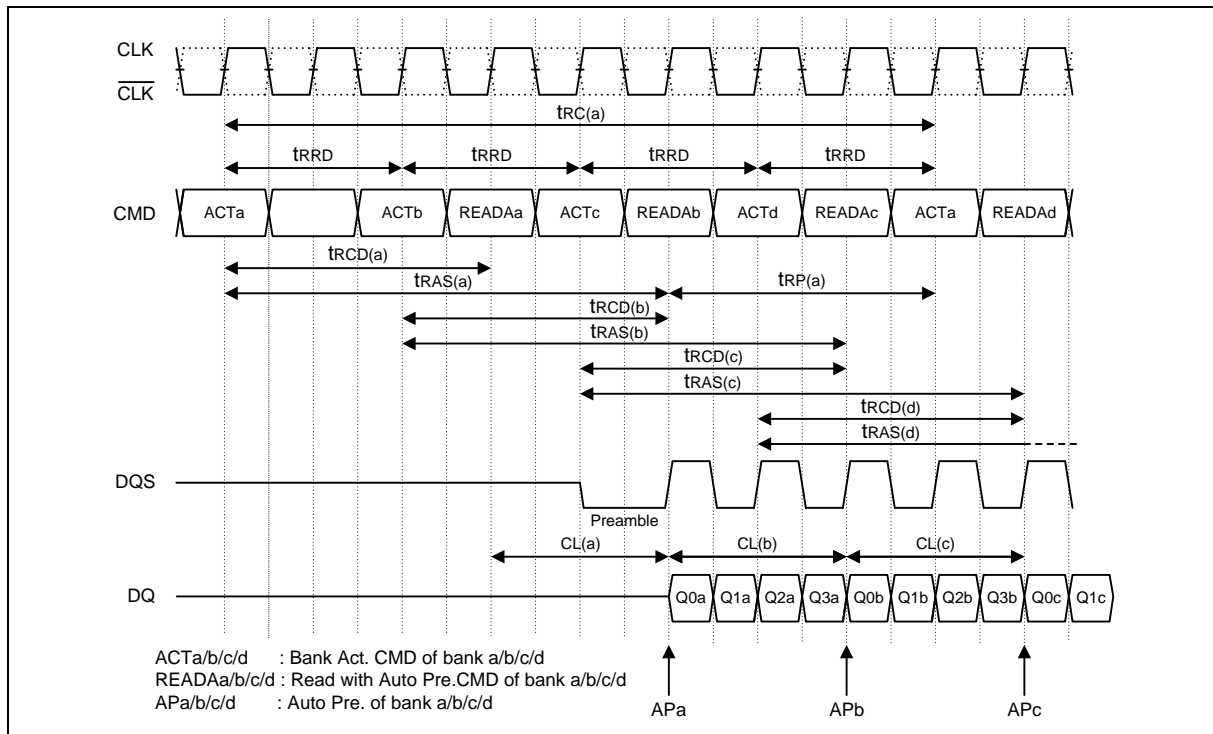 CLK
CLK
tRC(a)
tRRD tRRD tRRD tRRD
CMD ACTa ACTb READAa ACTc READAb ACTd READAc ACTa READAd
tRCD(a)
tRAS(a) tRP(a)
tRCD(b)
tRAS(b)
tRCD(c)
tRAS(c)
tRCD(d)
tRAS(d)
DQS
Preamble
CL(a) CL(b) CL(c)
DQ Q0a Q1a Q2a Q3a Q0b Q1b Q2b Q3b Q0c Q1c
ACTa/b/c/d : Bank Act. CMD of bank a/b/c/d
READAa/b/c/d : Read with Auto Pre.CMD of bank a/b/c/d
APa/b/c/d : Auto Pre. of bank a/b/c/d
APa APb APc